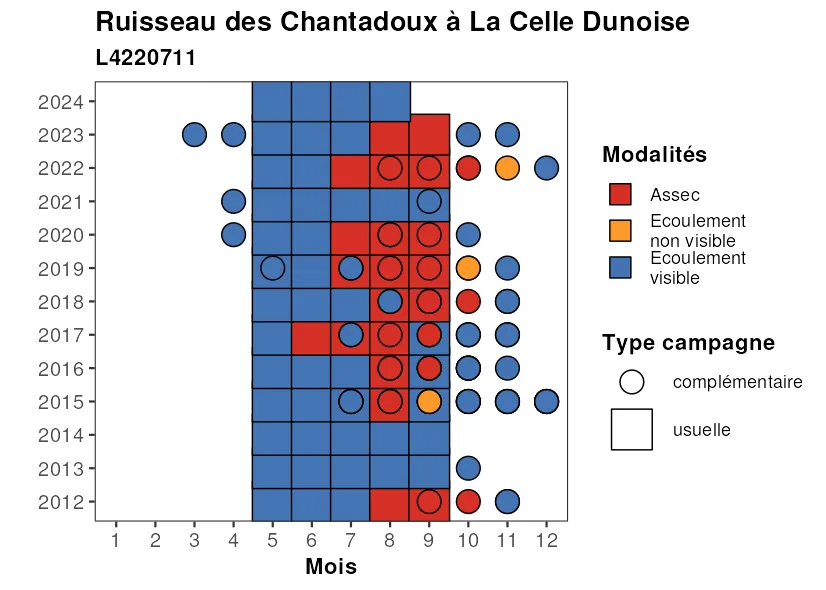 Ruisseau des Chantadoux à La Celle Dunoise
L4220711
2024
2023
2022
2021
2020
2019
2018
2017
2016
2015
2014
2013
2012
1 2 3 4 5 6 7 8 9 10 11 12
Mois
Modalités
Assec
Ecoulement
non visible
Ecoulement
visible
Type campagne
complémentaire
usuelle